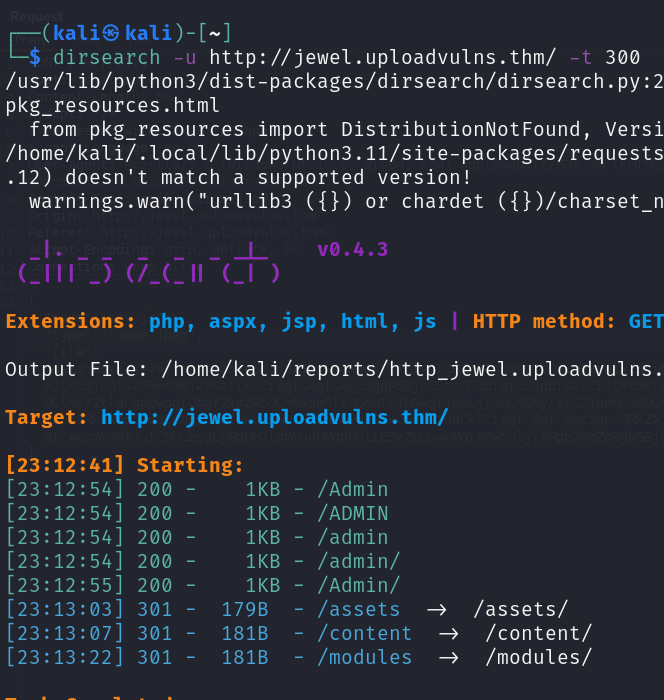 ┌──(kali㉿kali)-[~]
└─$ dirsearch -u http://jewel.uploadvulns.thm/ -t 300
/usr/lib/python3/dist-packages/dirsearch/dirsearch.py:2
pkg_resources.html
  from pkg_resources import DistributionNotFound, Versi
/home/kali/.local/lib/python3.11/site-packages/requests
.12) doesn't match a supported version!
  warnings.warn("urllib3 ({}) or chardet ({})/charset_n
v0.4.3
Extensions: php, aspx, jsp, html, js | HTTP method: GET
Output File: /home/kali/reports/http_jewel.uploadvulns.
Target: http://jewel.uploadvulns.thm/
[23:12:41] Starting:
[23:12:54] 200 -    1KB - /Admin
[23:12:54] 200 -    1KB - /ADMIN
[23:12:54] 200 -    1KB - /admin
[23:12:54] 200 -    1KB - /admin/
[23:12:55] 200 -    1KB - /Admin/
[23:13:03] 301 -  179B  - /assets  ->  /assets/
[23:13:07] 301 -  181B  - /content  ->  /content/
[23:13:22] 301 -  181B  - /modules  ->  /modules/